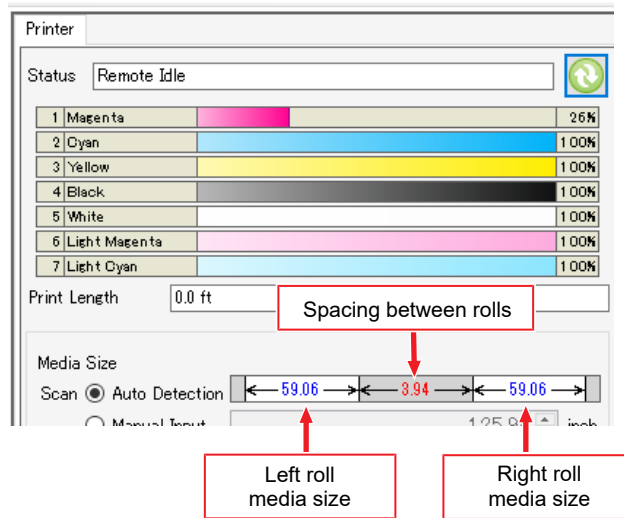 Printer
Status Remote Idle
1 Magenta 26%
2 Cyan 100%
3 Yellow 100%
4 Black 100%
5 White 100%
6 Light Magenta 100%
7 Light Cyan 100%
Print Length 0.0 ft
Spacing between rolls
Media Size
Scan Auto Detection 59.06 3.94 59.06
Manual Input inch
Left roll
media size
Right roll
media size